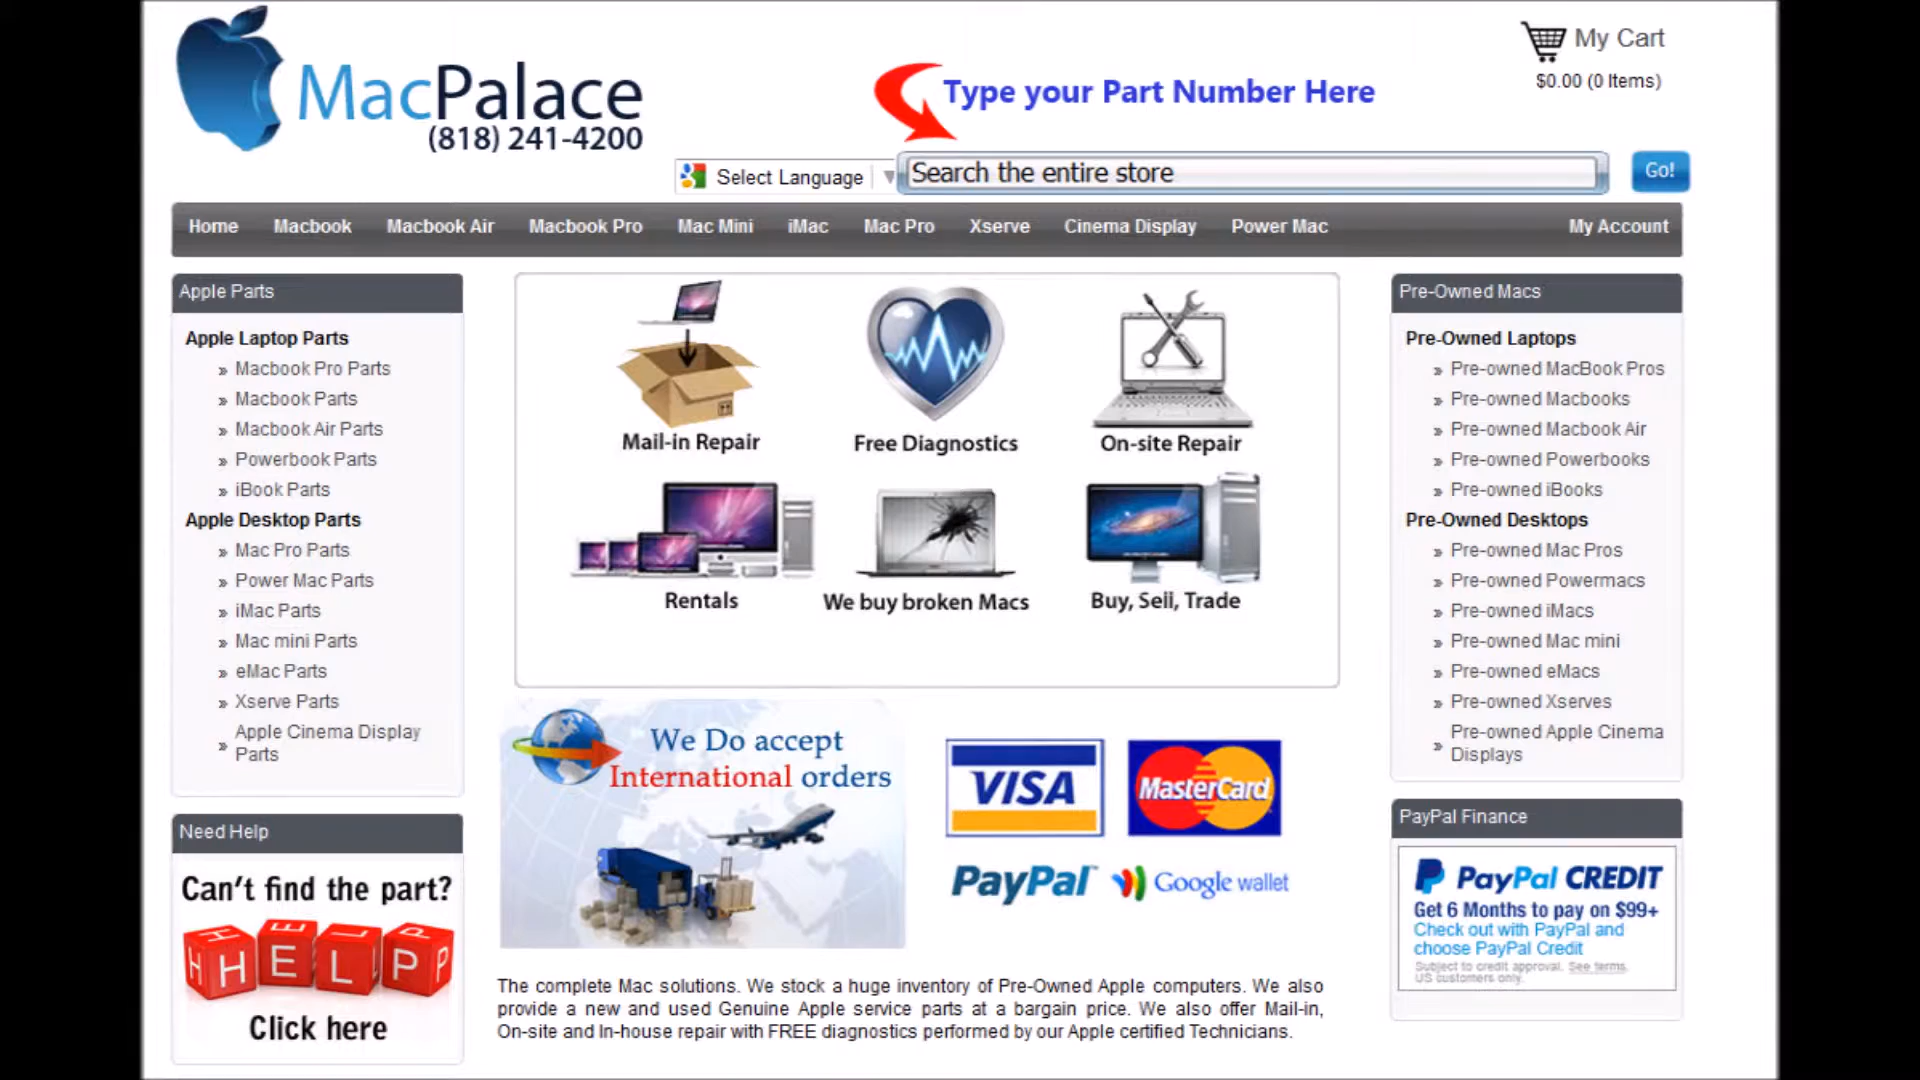 MacPalace
(818) 241-4200
Type your Part Number Here
My Cart
$0.00 (0 Items)
Select Language
Search the entire store
Go!
Home Macbook Macbook Air Macbook Pro Mac Mini iMac Mac Pro Xserve Cinema Display Power Mac My Account
Apple Parts
Apple Laptop Parts
» Macbook Pro Parts
» Macbook Parts
» Macbook Air Parts
» Powerbook Parts
» iBook Parts
Apple Desktop Parts
» Mac Pro Parts
» Power Mac Parts
» iMac Parts
» Mac mini Parts
» eMac Parts
» Xserve Parts
» Apple Cinema Display
Parts
Need Help
Can't find the part?
HELP
Click here
Mail-in Repair
Free Diagnostics
On-site Repair
Rentals
We buy broken Macs
Buy, Sell, Trade
We Do accept
International orders
VISA
MasterCard
PayPal™
Google wallet
The complete Mac solutions. We stock a huge inventory of Pre-Owned Apple computers. We also
provide a new and used Genuine Apple service parts at a bargain price. We also offer Mail-in,
On-site and In-house repair with FREE diagnostics performed by our Apple certified Technicians.
Pre-Owned Macs
Pre-Owned Laptops
» Pre-owned MacBook Pros
» Pre-owned Macbooks
» Pre-owned Macbook Air
» Pre-owned Powerbooks
» Pre-owned iBooks
Pre-Owned Desktops
» Pre-owned Mac Pros
» Pre-owned Powermacs
» Pre-owned iMacs
» Pre-owned Mac mini
» Pre-owned eMacs
» Pre-owned Xserves
» Pre-owned Apple Cinema
Displays
PayPal Finance
PayPal CREDIT
Get 6 Months to pay on $99+
Check out with PayPal and
choose PayPal Credit
Subject to credit approval. See terms.
US customers only.